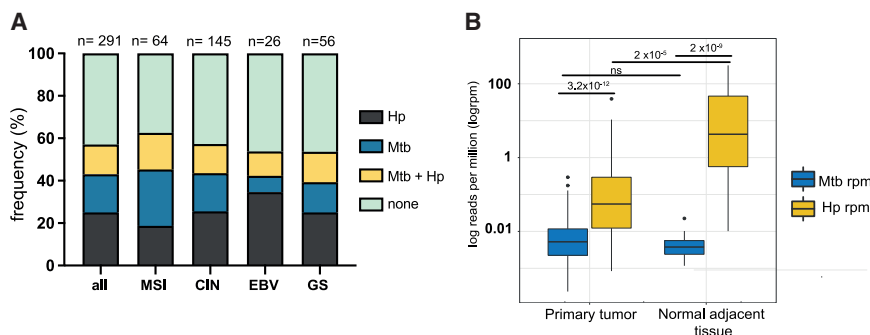 A
n= 291 n= 64 n= 145 n=26 n=56
frequency (%)
100
80
60
40
20
0
all MSI CIN EBV GS
Hp
Mtb
Mtb + Hp
none
B
log reads per million (logrpm)
100
1
0.01
2 x10⁻⁹
2 x10⁻⁵
ns
3.2x10⁻¹²
Primary tumor
Normal adjacent
tissue
Mtb rpm
Hp rpm